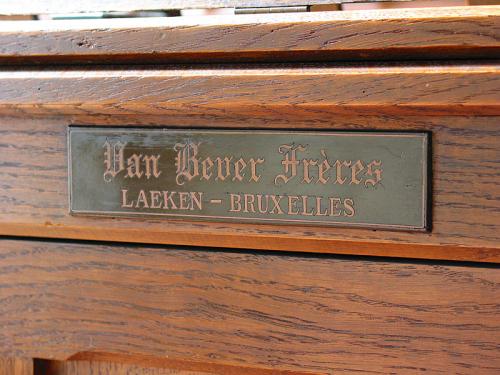 Van Bever Frères
LAEKEN – BRUXELLES